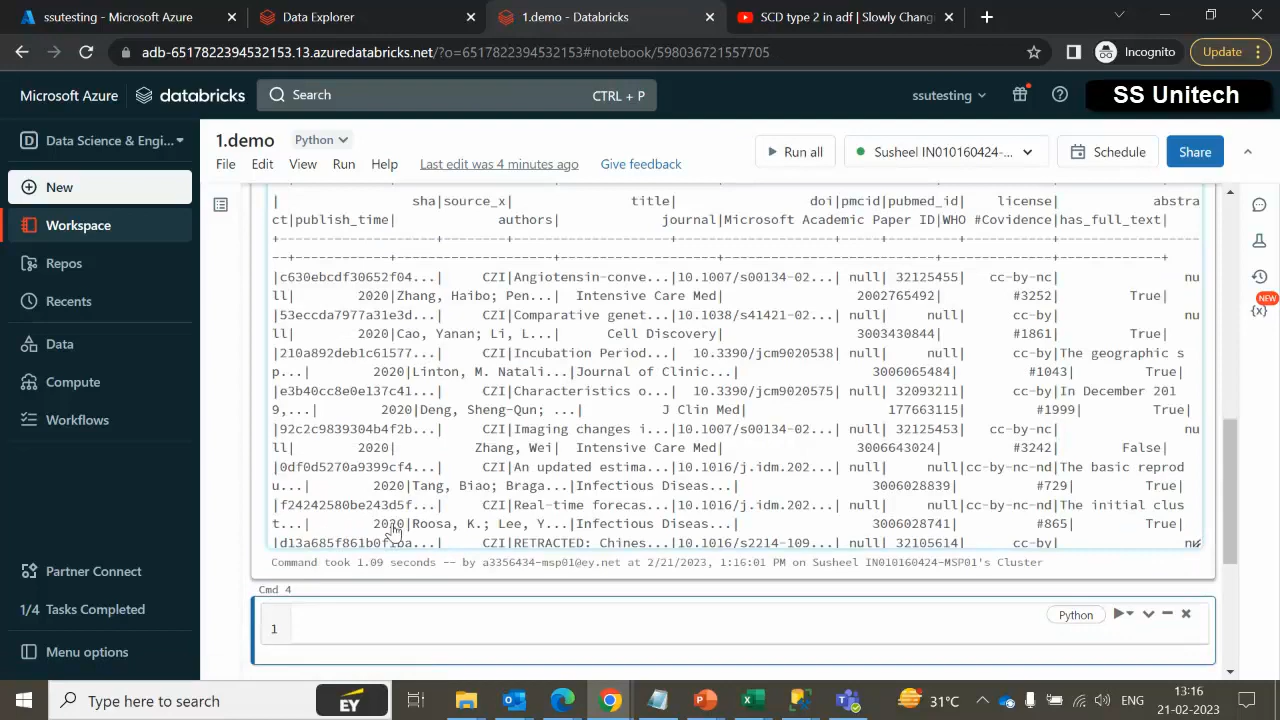 ssutesting - Microsoft Azure
Data Explorer
1.demo - Databricks
SCD type 2 in adf | Slowly Chang
adb-6517822394532153.13.azuredatabricks.net/?o=6517822394532153#notebook/598036721557705
Incognito
Update
Microsoft Azure
databricks
Search
CTRL + P
ssutesting
SS Unitech
Data Science & Engi...
New
Workspace
Repos
Recents
Data
Compute
Workflows
Partner Connect
1/4 Tasks Completed
Menu options
1.demo
Python
File Edit View Run Help Last edit was 4 minutes ago Give feedback
Run all
Susheel IN010160424-...
Schedule
Share
| sha|source_x| title| doi|pmcid|pubmed_id| license| abstra
ct|publish_time| authors| journal|Microsoft Academic Paper ID|WHO #Covidence|has_full_text|
|c630ebcdf30652f04...| CZI|Angiotensin-conve...|10.1007/s00134-02...| null| 32125455| cc-by-nc| nu
ll| 2020|Zhang, Haibo; Pen...| Intensive Care Med| 2002765492| #3252| True|
|53eccda7977a31e3d...| CZI|Comparative genet...|10.1038/s41421-02...| null| null| cc-by| nu
ll| 2020|Cao, Yanan; Li, L...| Cell Discovery| 3003430844| #1861| True|
|210a892deb1c61577...| CZI|Incubation Period...| 10.3390/jcm9020538| null| null| cc-by|The geographic s
p...| 2020|Linton, M. Natali...|Journal of Clinic...| 3006065484| #1043| True|
|e3b40cc8e0e137c41...| CZI|Characteristics o...| 10.3390/jcm9020575| null| 32093211| cc-by|In December 201
9,...| 2020|Deng, Sheng-Qun; ...| J Clin Med| 177663115| #1999| True|
|92c2c9839304b4f2b...| CZI|Imaging changes i...|10.1007/s00134-02...| null| 32125453| cc-by-nc| nu
ll| 2020| Zhang, Wei| Intensive Care Med| 3006643024| #3242| False|
|0df0d5270a9399cf4...| CZI|An updated estima...|10.1016/j.idm.202...| null| null|cc-by-nc-nd|The basic reprod
u...| 2020|Tang, Biao; Braga...|Infectious Diseas...| 3006028839| #729| True|
|f24242580be243d5f...| CZI|Real-time forecas...|10.1016/j.idm.202...| null| null|cc-by-nc-nd|The initial clus
t...| 2020|Roosa, K.; Lee, Y...|Infectious Diseas...| 3006028741| #865| True|
CZI|RETRACTED: Chines...|10.1016/s2214-109...| null| 32105614| cc-by|
Command took 1.09 seconds -- by a3356434-msp01@ey.net at 2/21/2023, 1:16:01 PM on Susheel IN010160424-MSP01's Cluster
Cmd 4
1
Python
NEW
Type here to search
EY
31°C
ENG
13:16
21-02-2023